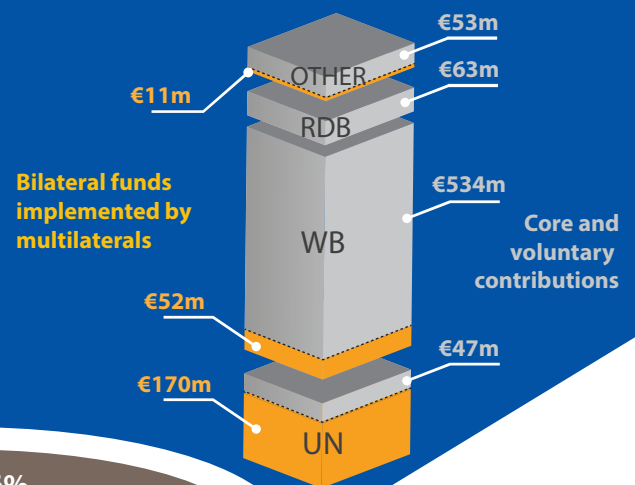 €53m
OTHER
€63m
€11m
RDB
Bilateral funds
implemented by
multilaterals
€534m
Core and
voluntary
contributions
WB
€52m
€47m
€170m
UN